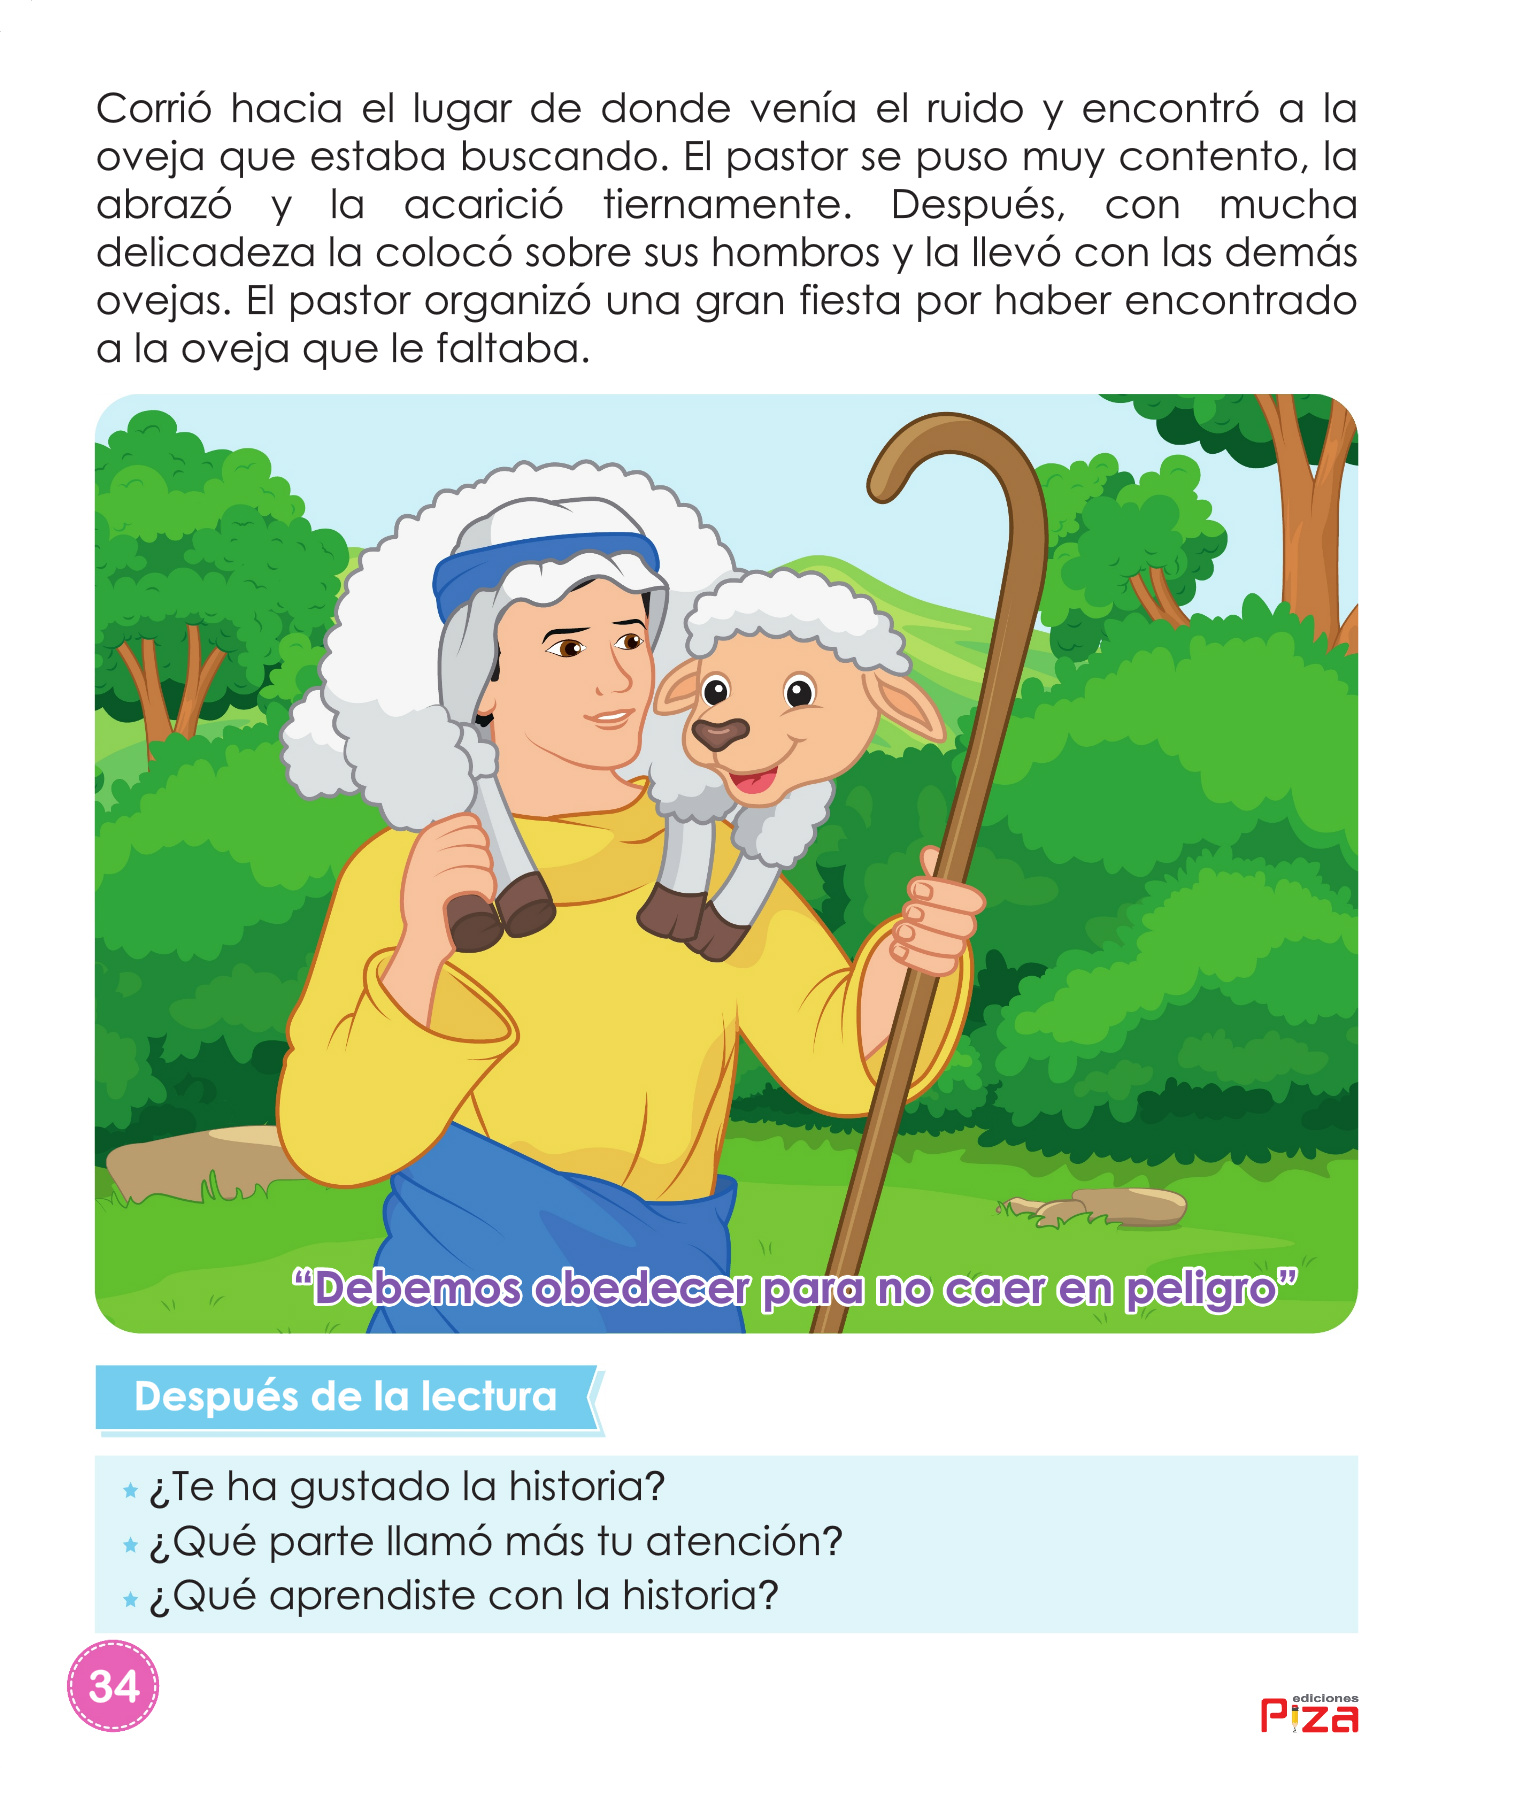 Corrió hacia el lugar de donde venía el ruido y encontró a la
oveja que estaba buscando. El pastor se puso muy contento, la
abrazó y la acarició tiernamente. Después, con mucha
delicadeza la colocó sobre sus hombros y la llevó con las demás
ovejas. El pastor organizó una gran fiesta por haber encontrado
a la oveja que le faltaba.
“Debemos obedecer para no caer en peligro”
Después de la lectura
¿Te ha gustado la historia?
¿Qué parte llamó más tu atención?
¿Qué aprendiste con la historia?
34
ediciones
Piza